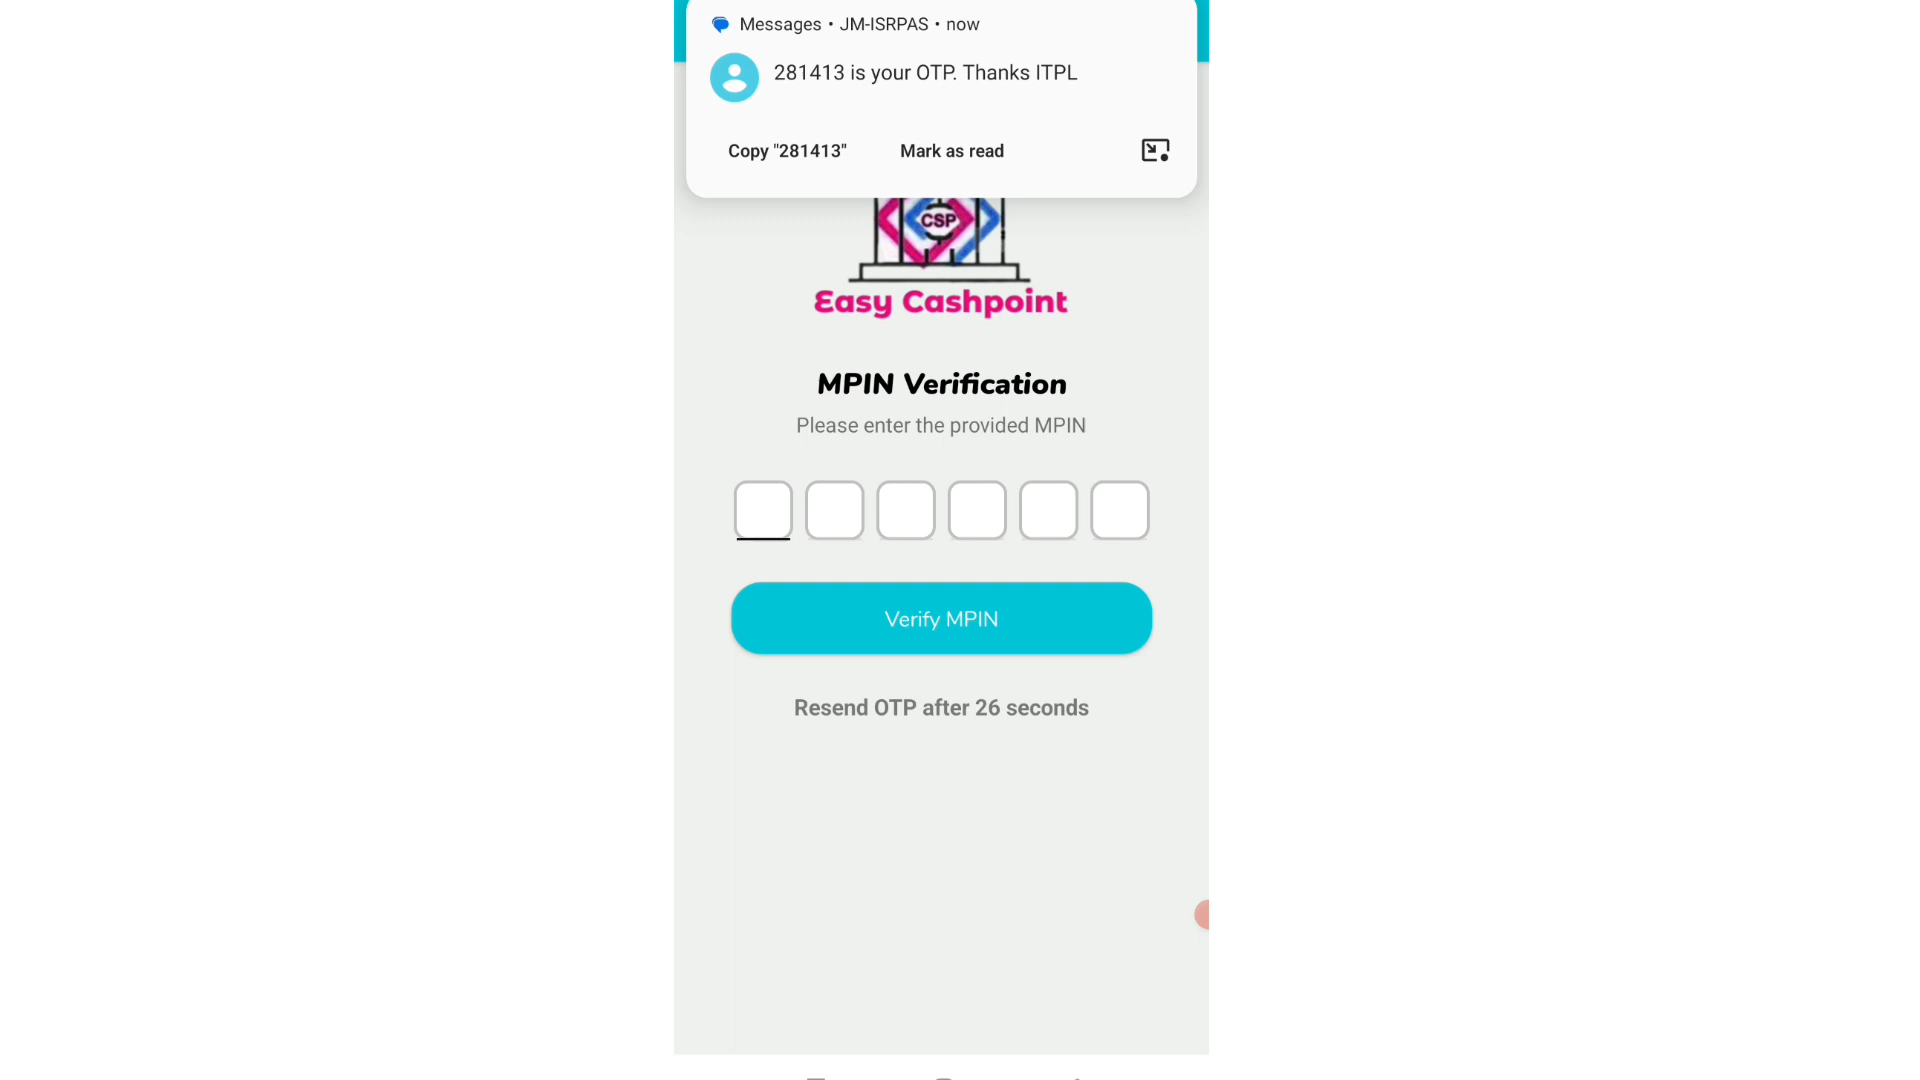 Messages • JM-ISRPAS • now
281413 is your OTP. Thanks ITPL
Copy "281413" Mark as read
CSP
Easy Cashpoint
MPIN Verification
Please enter the provided MPIN
Verify MPIN
Resend OTP after 26 seconds